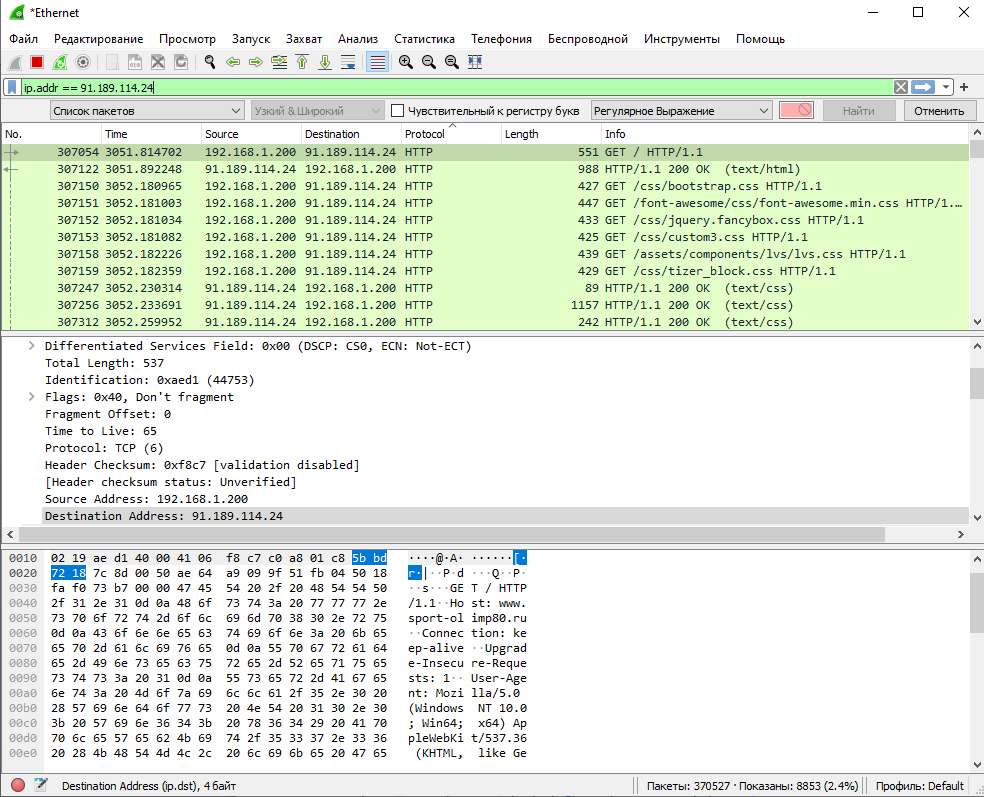 *Ethernet
Файл Редактирование Просмотр Запуск Захват Анализ Статистика Телефония Беспроводной Инструменты Помощь
ip.addr == 91.189.114.24
Список пакетов Узкий & Широкий Чувствительный к регистру букв Регулярное Выражение Найти Отменить
No. Time Source Destination Protocol Length Info
307054 3051.814702 192.168.1.200 91.189.114.24 HTTP 551 GET / HTTP/1.1
307122 3051.892248 91.189.114.24 192.168.1.200 HTTP 988 HTTP/1.1 200 OK (text/html)
307150 3052.180965 192.168.1.200 91.189.114.24 HTTP 427 GET /css/bootstrap.css HTTP/1.1
307151 3052.181003 192.168.1.200 91.189.114.24 HTTP 447 GET /font-awesome/css/font-awesome.min.css HTTP/1...
307152 3052.181034 192.168.1.200 91.189.114.24 HTTP 433 GET /css/jquery.fancybox.css HTTP/1.1
307153 3052.181082 192.168.1.200 91.189.114.24 HTTP 425 GET /css/custom3.css HTTP/1.1
307158 3052.182226 192.168.1.200 91.189.114.24 HTTP 439 GET /assets/components/lvs/lvs.css HTTP/1.1
307159 3052.182359 192.168.1.200 91.189.114.24 HTTP 429 GET /css/tizer_block.css HTTP/1.1
307247 3052.230314 91.189.114.24 192.168.1.200 HTTP 89 HTTP/1.1 200 OK (text/css)
307256 3052.233691 91.189.114.24 192.168.1.200 HTTP 1157 HTTP/1.1 200 OK (text/css)
307312 3052.259952 91.189.114.24 192.168.1.200 HTTP 242 HTTP/1.1 200 OK (text/css)
Differentiated Services Field: 0x00 (DSCP: CS0, ECN: Not-ECT)
Total Length: 537
Identification: 0xaed1 (44753)
Flags: 0x40, Don't fragment
Fragment Offset: 0
Time to Live: 65
Protocol: TCP (6)
Header Checksum: 0xf8c7 [validation disabled]
[Header checksum status: Unverified]
Source Address: 192.168.1.200
Destination Address: 91.189.114.24
0010 02 19 ae d1 40 00 41 06 f8 c7 c0 a8 01 c8 5b bd ····@·A· ······[·
0020 72 18 7c 8d 00 50 ae 64 a9 09 9f 51 fb 04 50 18 r·|··P·d ···Q··P·
0030 fa f0 73 b7 00 00 47 45 54 20 2f 20 48 54 54 50 ··s···GE T / HTTP
0040 2f 31 2e 31 0d 0a 48 6f 73 74 3a 20 77 77 77 2e /1.1··Ho st: www.
0050 73 70 6f 72 74 2d 6f 6c 69 6d 70 38 30 2e 72 75 sport-ol imp80.ru
0060 0d 0a 43 6f 6e 6e 65 63 74 69 6f 6e 3a 20 6b 65 ··Connec tion: ke
0070 65 70 2d 61 6c 69 76 65 0d 0a 55 70 67 72 61 64 ep-alive ··Upgrad
0080 65 2d 49 6e 73 65 63 75 72 65 2d 52 65 71 75 65 e-Insecu re-Reque
0090 73 74 73 3a 20 31 0d 0a 55 73 65 72 2d 41 67 65 sts: 1·· User-Age
00a0 6e 74 3a 20 4d 6f 7a 69 6c 6c 61 2f 35 2e 30 20 nt: Mozi lla/5.0
00b0 28 57 69 6e 64 6f 77 73 20 4e 54 20 31 30 2e 30 (Windows NT 10.0
00c0 3b 20 57 69 6e 36 34 3b 20 78 36 34 29 20 41 70 ; Win64; x64) Ap
00d0 70 6c 65 57 65 62 4b 69 74 2f 35 33 37 2e 33 36 pleWebKi t/537.36
00e0 20 28 4b 48 54 4d 4c 2c 20 6c 69 6b 65 20 47 65 (KHTML, like Ge
Destination Address (ip.dst), 4 байт Пакеты: 370527 · Показаны: 8853 (2.4%) Профиль: Default